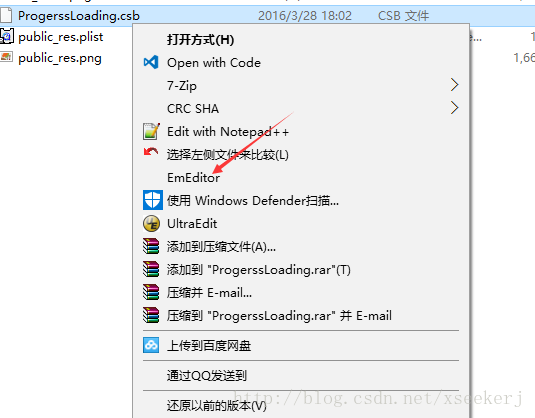 ProgerssLoading.csb 2016/3/28 18:02 CSB 文件
public_res.plist e... 1
public_res.png 1,66
打开方式(H)
Open with Code
7-Zip
CRC SHA
Edit with Notepad++
选择左侧文件来比较(L)
EmEditor
使用 Windows Defender扫描...
UltraEdit
添加到压缩文件(A)...
添加到 "ProgerssLoading.rar"(T)
压缩并 E-mail...
压缩到 "ProgerssLoading.rar" 并 E-mail
上传到百度网盘
通过QQ发送到
http://blog.csdn.net/xseekerj
还原以前的版本(V)